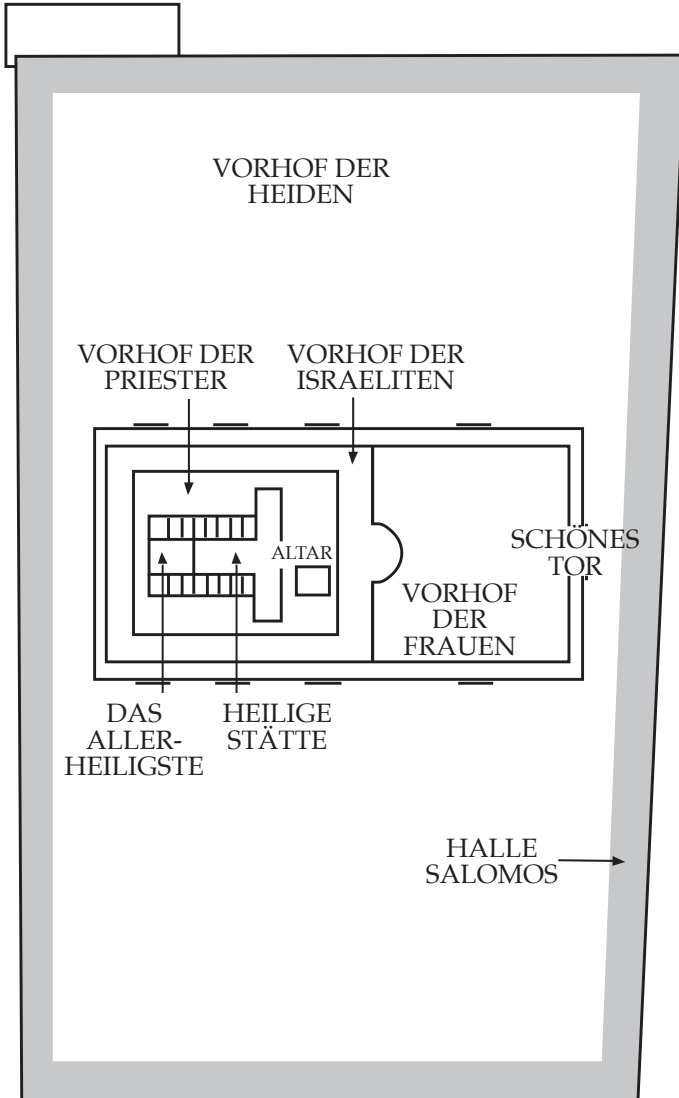 VORHOF DER
HEIDEN
VORHOF DER
PRIESTER
VORHOF DER
ISRAELITEN
ALTAR
SCHÖNES
TOR
VORHOF
DER
FRAUEN
DAS
ALLER-
HEILIGSTE
HEILIGE
STÄTTE
HALLE
SALOMOS